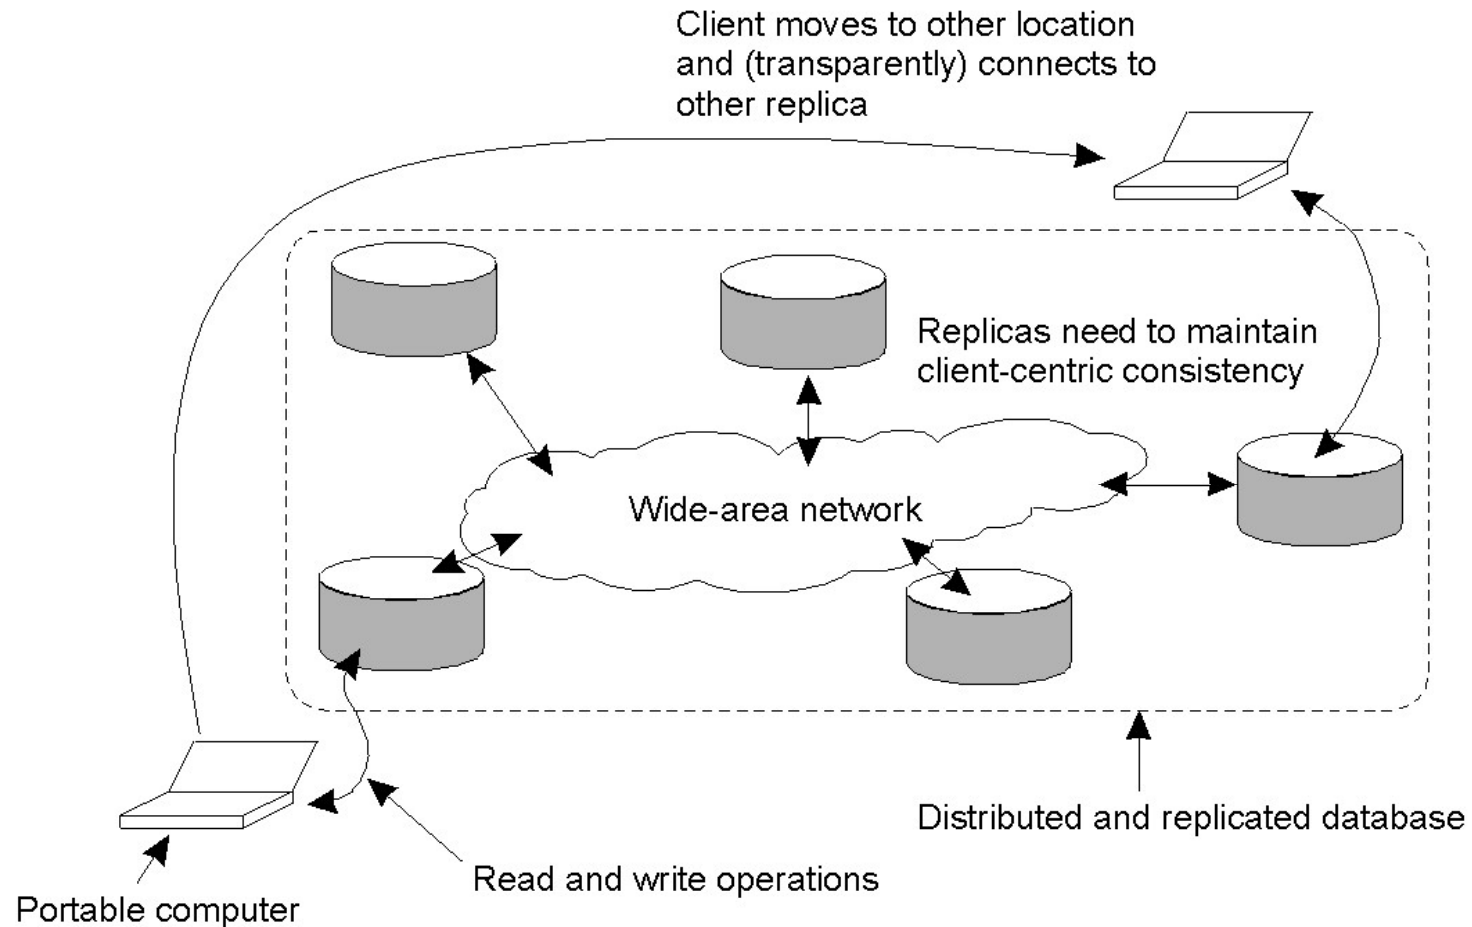 Client moves to other location
and (transparently) connects to
other replica
Replicas need to maintain
client-centric consistency
Wide-area network
Distributed and replicated database
Read and write operations
Portable computer